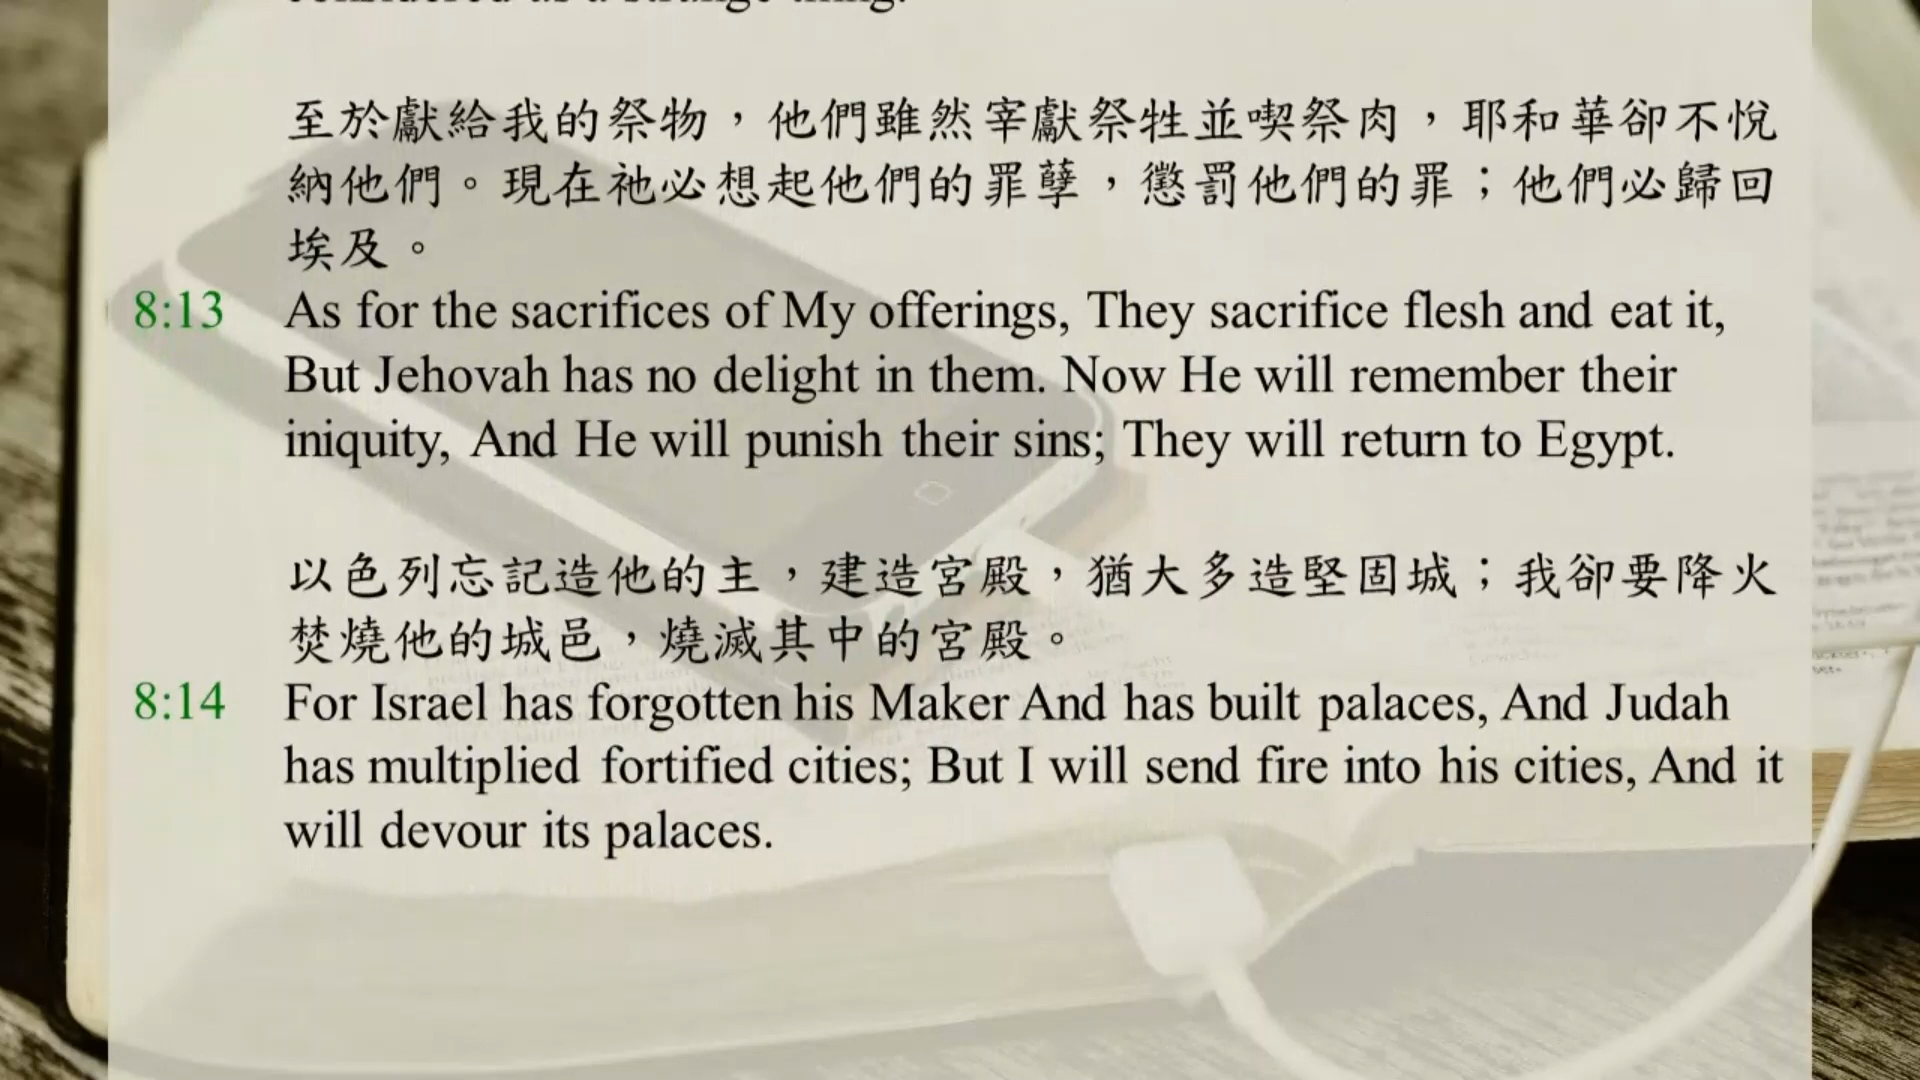 considered as a strange thing.
至於獻給我的祭物，他們雖然宰獻祭牲並喫祭肉，耶和華卻不悅
納他們。現在祂必想起他們的罪孽，懲罰他們的罪；他們必歸回
埃及。
8:13 As for the sacrifices of My offerings, They sacrifice flesh and eat it,
But Jehovah has no delight in them. Now He will remember their
iniquity, And He will punish their sins; They will return to Egypt.
以色列忘記造他的主，建造宮殿，猶大多造堅固城；我卻要降火
焚燒他的城邑，燒滅其中的宮殿。
8:14 For Israel has forgotten his Maker And has built palaces, And Judah
has multiplied fortified cities; But I will send fire into his cities, And it
will devour its palaces.